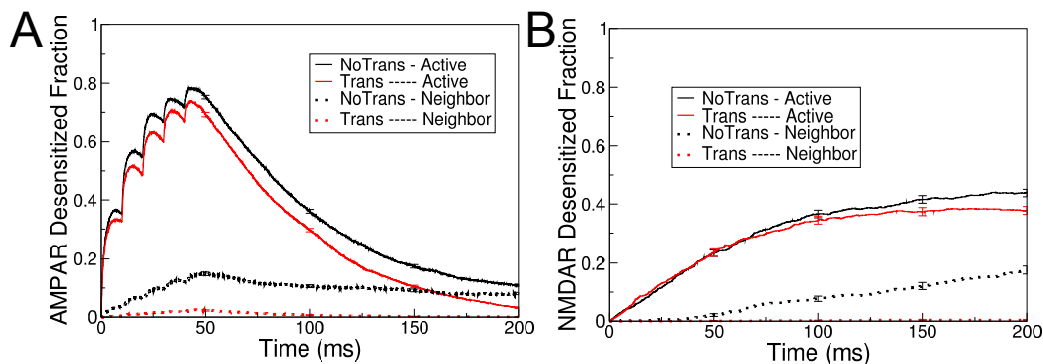 A
AMPAR Desensitized Fraction
1
0.8
0.6
0.4
0.2
0
NoTrans - Active
Trans ----- Active
NoTrans - Neighbor
Trans ----- Neighbor
0
50
100
150
200
Time (ms)
B
NMDAR Desensitized Fraction
1
0.8
0.6
0.4
0.2
0
NoTrans - Active
Trans ----- Active
NoTrans - Neighbor
Trans ----- Neighbor
0
50
100
150
200
Time (ms)